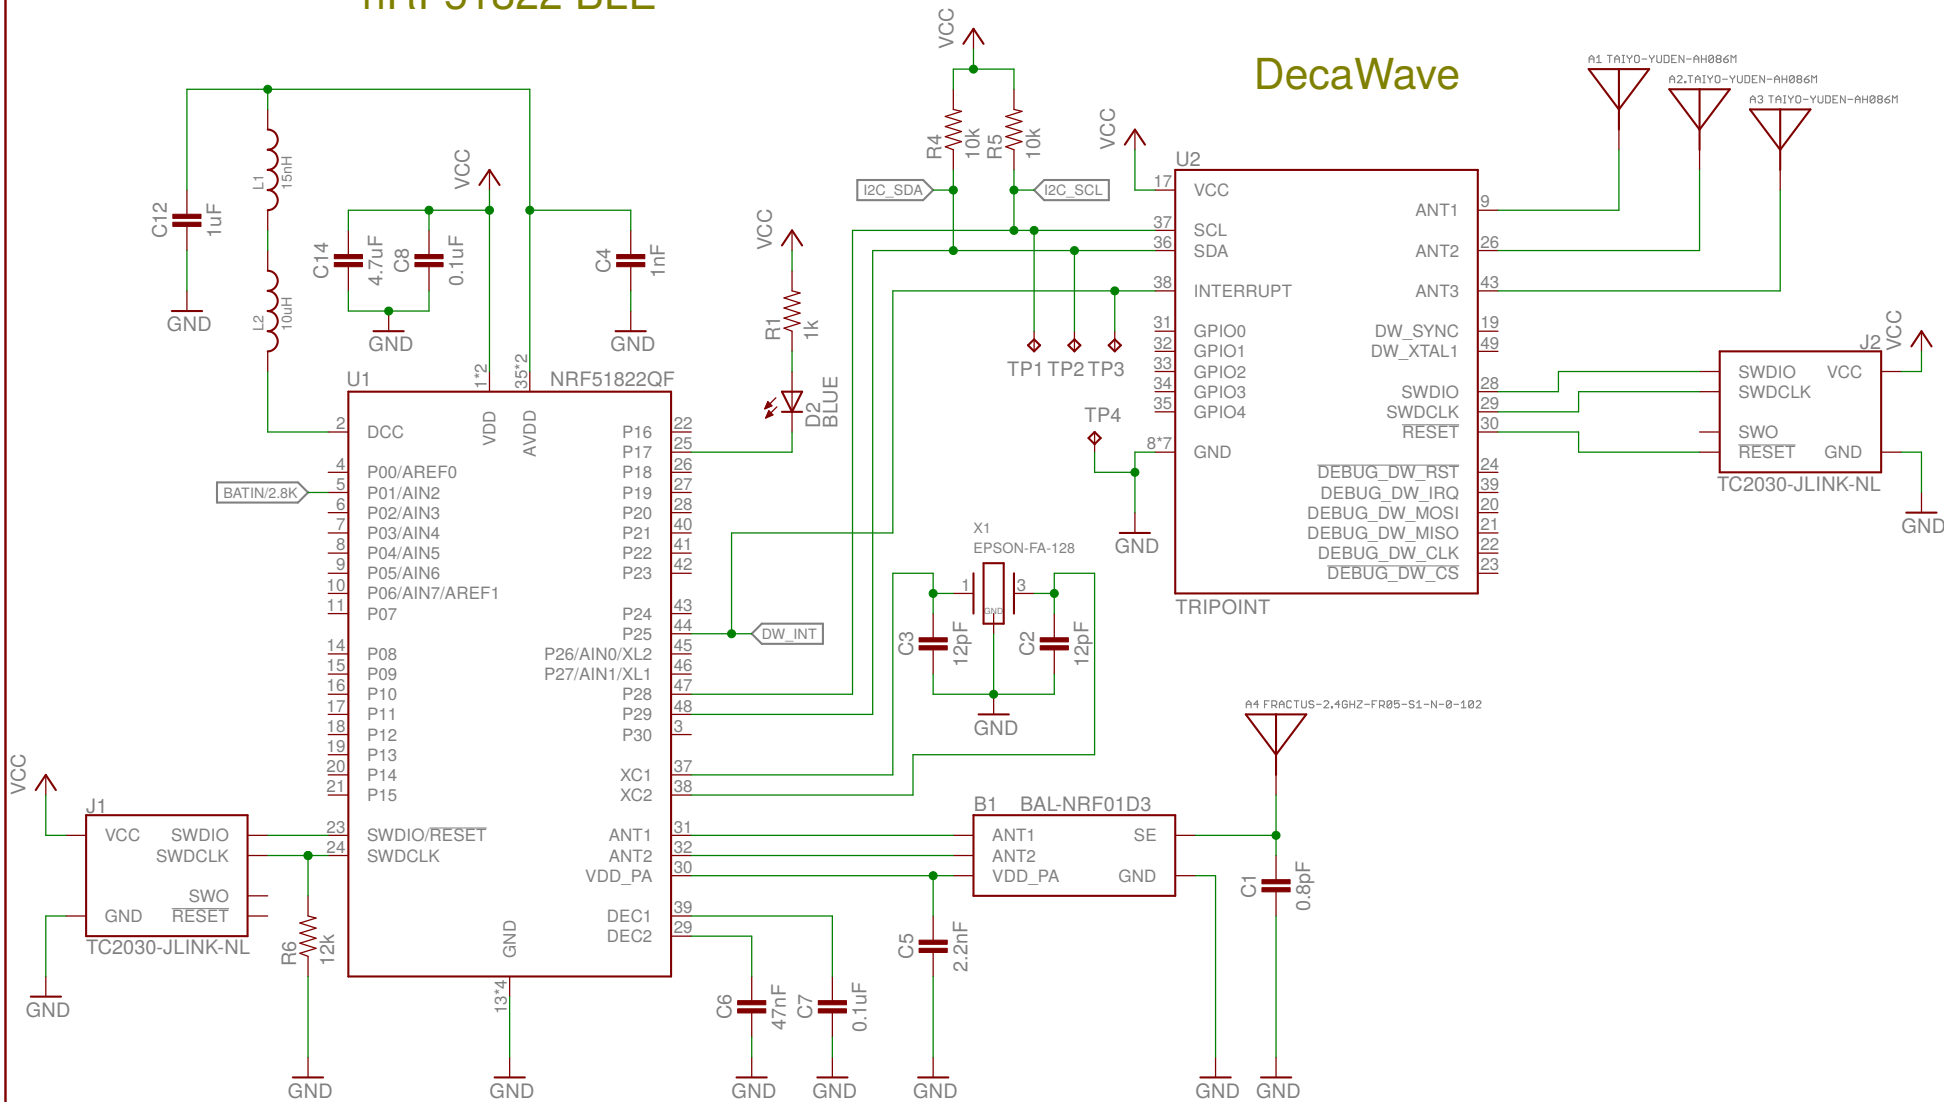 nRF51822 BLE
DecaWave
VCC
A1 TAIYO-YUDEN-AH086M
A2.TAIYO-YUDEN-AH086M
A3 TAIYO-YUDEN-AH086M
C12
1uF
GND
L1
15nH
L2
10uH
C14
4.7uF
C8
0.1uF
GND
VCC
C4
1nF
GND
VCC
R1
1k
D2
BLUE
R4
10k
R5
10k
I2C_SDA
I2C_SCL
TP1 TP2 TP3
TP4
GND
VCC
U1
NRF51822QF
1*2
35*2
VDD
AVDD
2 DCC
4 P00/AREF0
BATIN/2.8K
5 P01/AIN2
6 P02/AIN3
7 P03/AIN4
8 P04/AIN5
9 P05/AIN6
10 P06/AIN7/AREF1
11 P07
14 P08
15 P09
16 P10
17 P11
18 P12
19 P13
20 P14
21 P15
23 SWDIO/RESET
24 SWDCLK
GND
13*4
GND
P16 22
P17 25
P18 26
P19 27
P20 28
P21 40
P22 41
P23 42
P24 43
P25 44
DW_INT
P26/AIN0/XL2 45
P27/AIN1/XL1 46
P28 47
P29 48
P30 3
XC1 37
XC2 38
ANT1 31
ANT2 32
VDD_PA 30
DEC1 39
DEC2 29
U2
17 VCC
37 SCL
36 SDA
38 INTERRUPT
31 GPIO0
32 GPIO1
33 GPIO2
34 GPIO3
35 GPIO4
8*7 GND
ANT1 9
ANT2 26
ANT3 43
DW_SYNC 19
DW_XTAL1 49
SWDIO 28
SWDCLK 29
RESET 30
DEBUG_DW_RST 24
DEBUG_DW_IRQ 39
DEBUG_DW_MOSI 20
DEBUG_DW_MISO 21
DEBUG_DW_CLK 22
DEBUG_DW_CS 23
TRIPOINT
J2
VCC
SWDIO VCC
SWDCLK
SWO
RESET GND
TC2030-JLINK-NL
GND
X1
EPSON-FA-128
1
3
GND
C3
12pF
C2
12pF
GND
A4 FRACTUS-2.4GHZ-FR05-S1-N-0-102
B1 BAL-NRF01D3
ANT1 SE
ANT2
VDD_PA GND
C1
0.8pF
C5
2.2nF
C6
47nF
C7
0.1uF
VCC
J1
VCC SWDIO
SWDCLK
SWO
GND RESET
TC2030-JLINK-NL
R6
12k
GND
GND
GND
GND
GND
GND
GND